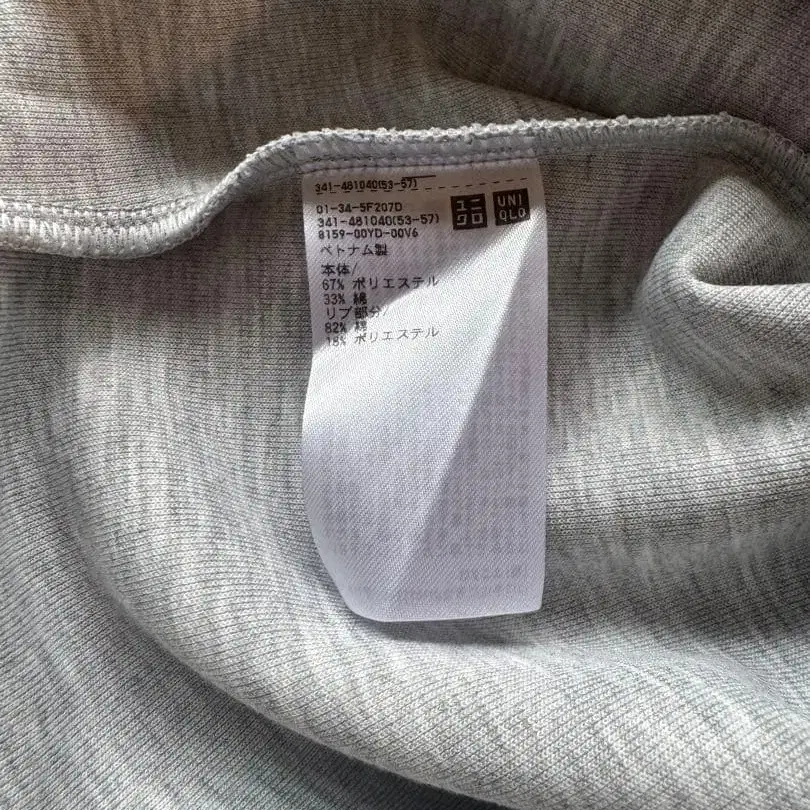 341-481040(53-57)
01-34-5F207D
341-481040(53-57)
8159-00YD-00V6
ユニ
クロ
UNI
QLO
ベトナム製
本体/
67% ポリエステル
33% 綿
リブ部分/
82% 綿
18% ポリエステル